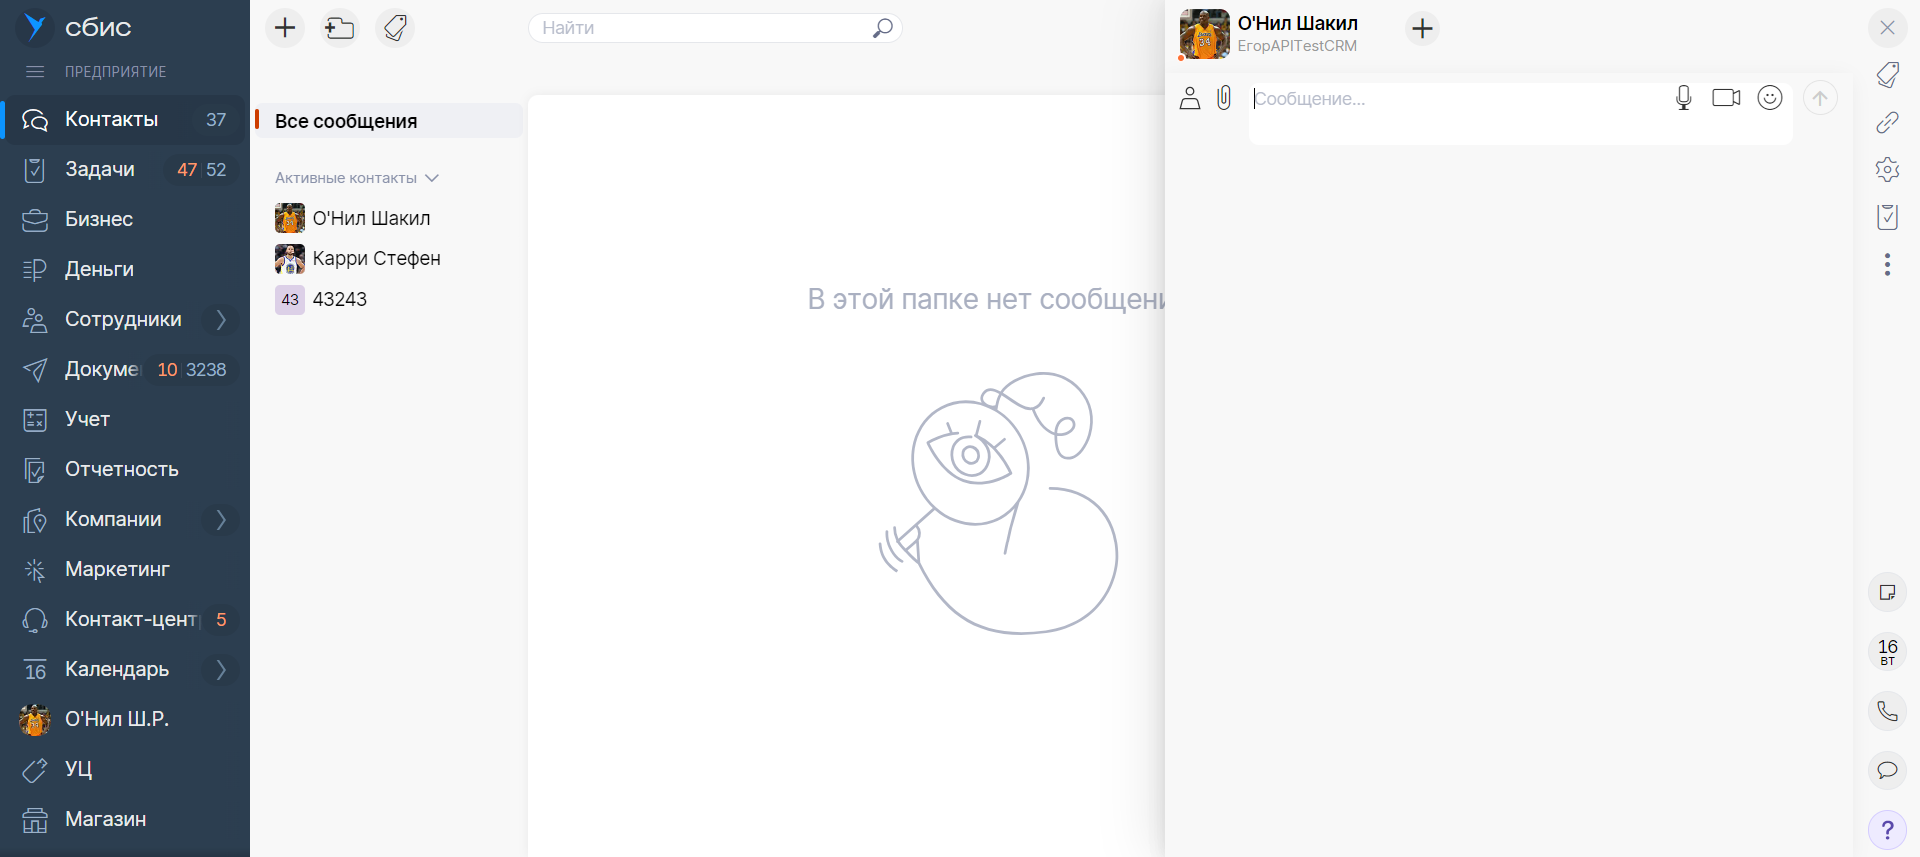 сбис
ПРЕДПРИЯТИЕ
Контакты 37
Задачи 47 52
Бизнес
Деньги
Сотрудники
Докуме 10 3238
Учет
Отчетность
Компании
Маркетинг
Контакт-цент 5
16 Календарь
О'Нил Ш.Р.
УЦ
Магазин
Найти
Все сообщения
Активные контакты
О'Нил Шакил
Карри Стефен
43 43243
В этой папке нет сообщени
О'Нил Шакил
ЕгорAPITestCRM
Сообщение...
16
ВТ
?